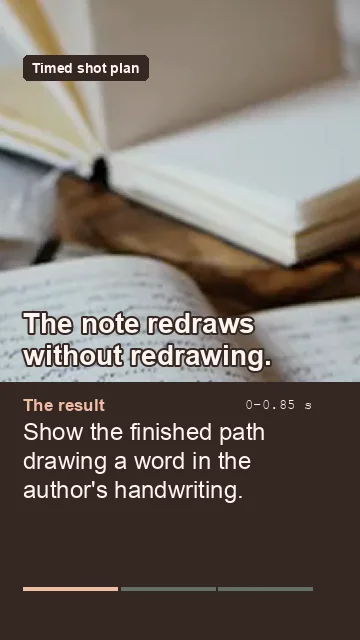 Timed shot plan
The note redraws
without redrawing.
The result
0–0.85 s
Show the finished path
drawing a word in the
author's handwriting.